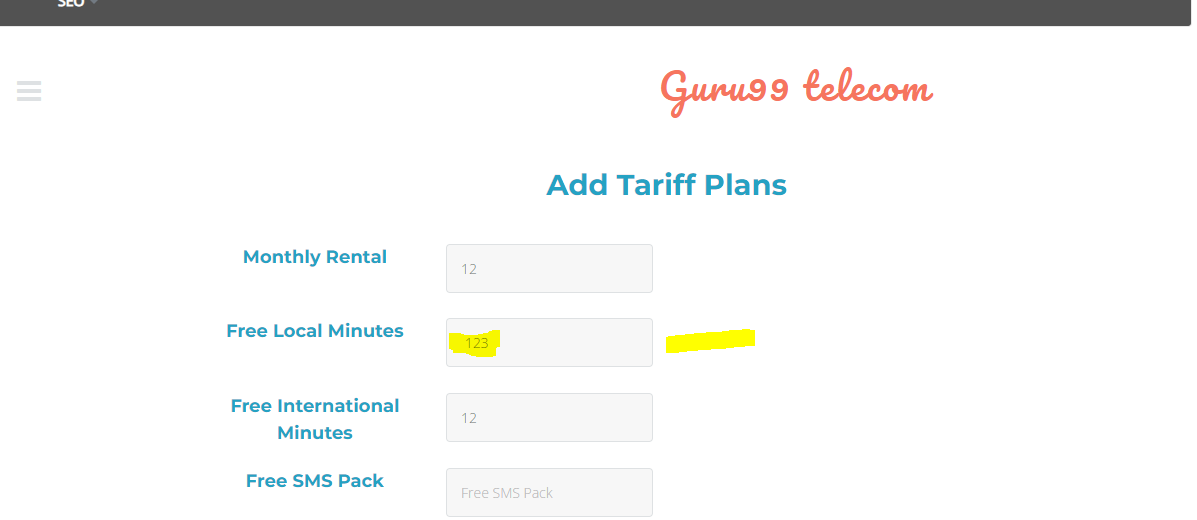 SEO
Guru99 telecom
Add Tariff Plans
Monthly Rental
12
Free Local Minutes
123
Free International
Minutes
12
Free SMS Pack
Free SMS Pack